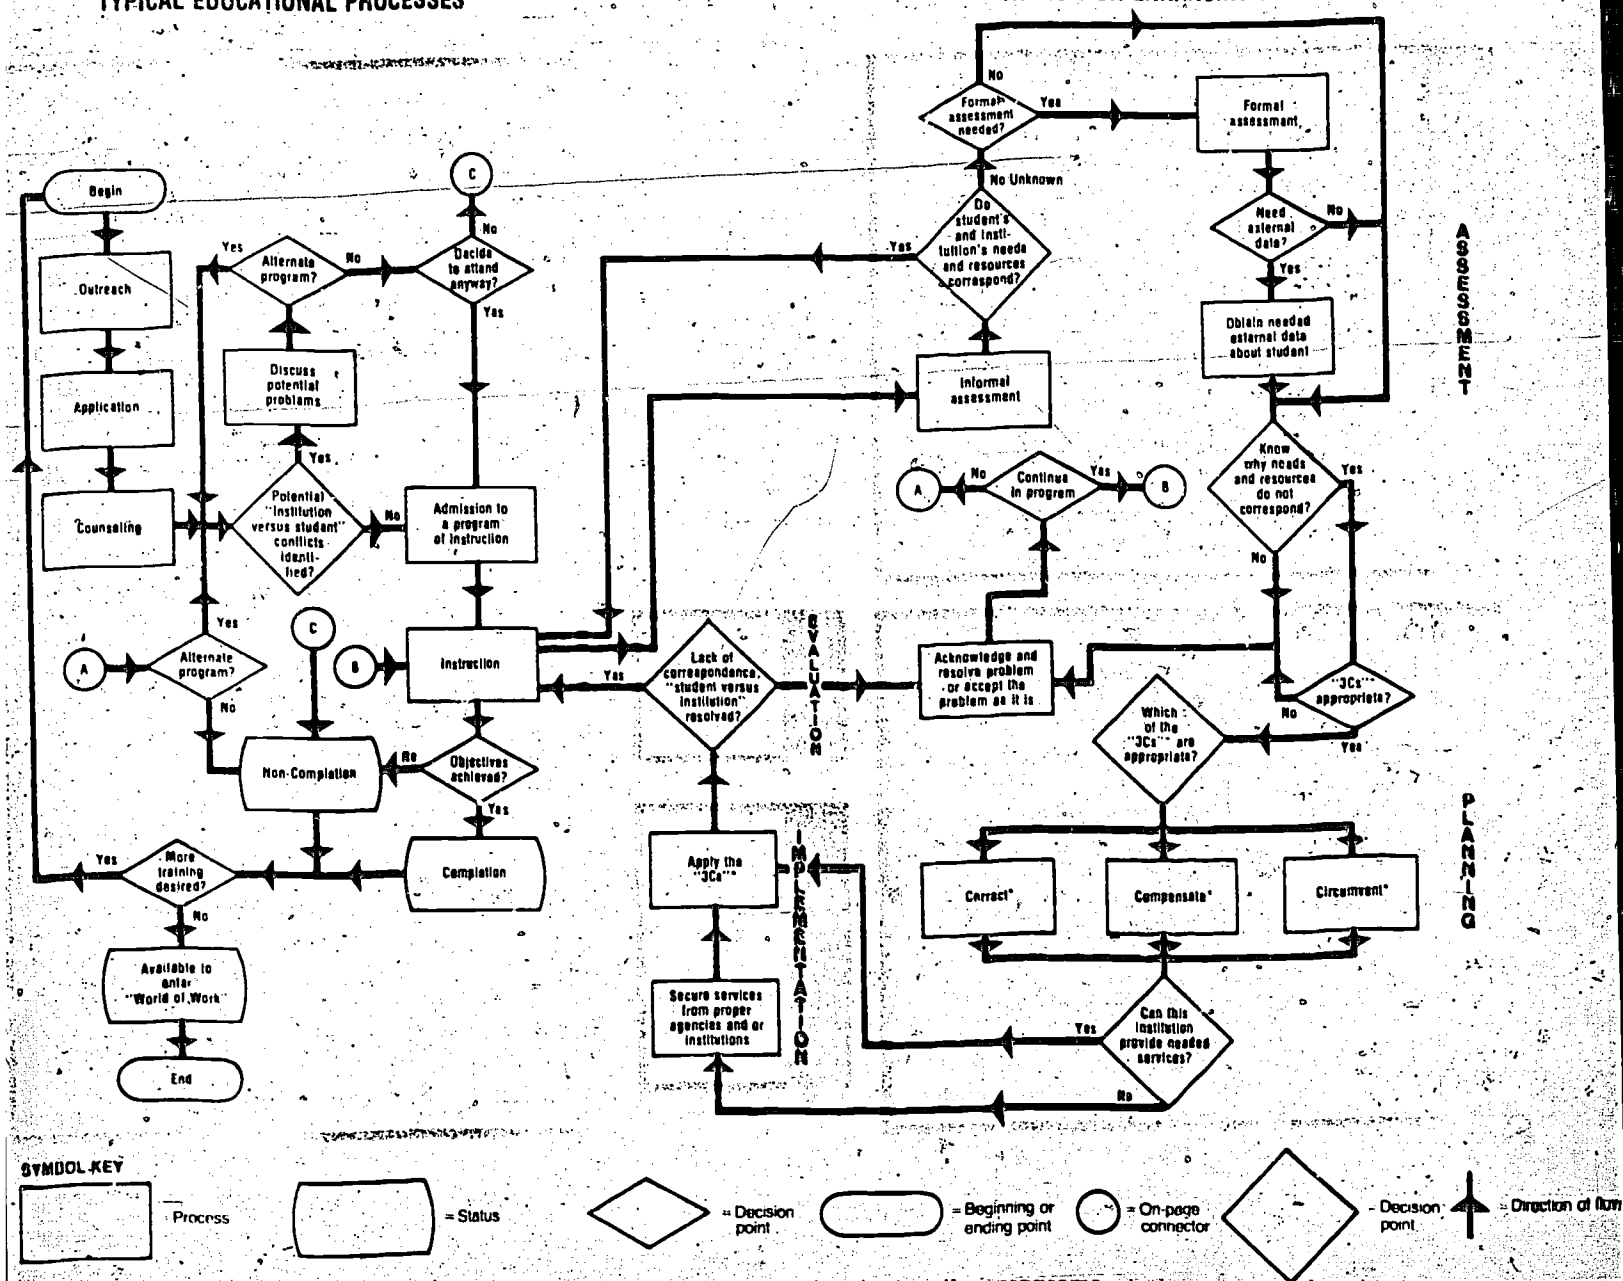 TYPICAL EDUCATIONAL PROCESSES
Begin
Outreach
Application
Counseling
Yes
Alternate
program?
No
Discuss
potential
problems
Yes
Potential
"Institution
versus student"
conflicts
identi-
fied?
No
C
No
Decide
to attend
anyway?
Yes
Admission to
a program
of instruction
A
Alternate
program?
Yes
No
C
B
Instruction
Non-Completion
No
Objectives
achieved?
Yes
Completion
Yes
More
training
desired?
No
Available to
enter
"World of Work"
End
No
Formal
assessment
needed?
Yes
Formal
assessment
No Unknown
Do
student's
and insti-
tuition's needs
and resources
correspond?
Yes
Informal
assessment
Need
external
data?
No
Yes
Obtain needed
external data
about student
ASSESSMENT
A
No
Continue
in program
Yes
B
Know
why needs
and resources
do not
correspond?
Yes
No
Yes
Lack of
correspondence,
"student versus
institution"
resolved?
EVALUATION
Acknowledge and
resolve problem
or accept the
problem as it is
"3Cs"*
appropriate?
No
Yes
Which
of the
"3Cs"* are
appropriate?
PLANNING
Correct*
Compensate*
Circumvent*
Apply the
"3Cs"*
IMPLEMENTATION
Secure services
from proper
agencies and or
institutions
Yes
Can this
institution
provide needed
services?
No
SYMBOL KEY
Process
= Status
= Decision
point
= Beginning or
ending point
= On-page
connector
- Decision
point
- Direction of flow